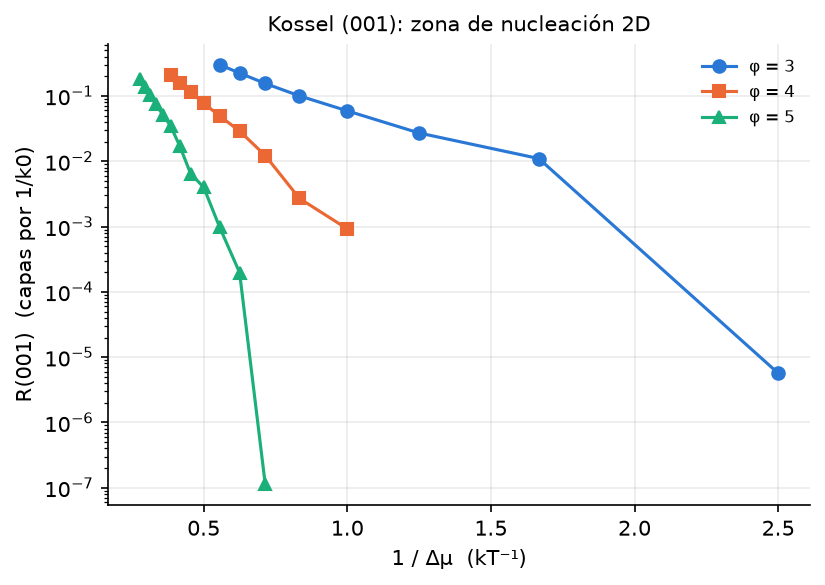 Kossel (001): zona de nucleación 2D
φ = 3
φ = 4
φ = 5
R(001)  (capas por 1/k0)
10⁻¹
10⁻²
10⁻³
10⁻⁴
10⁻⁵
10⁻⁶
10⁻⁷
0.5 1.0 1.5 2.0 2.5
1 / Δμ  (kT⁻¹)